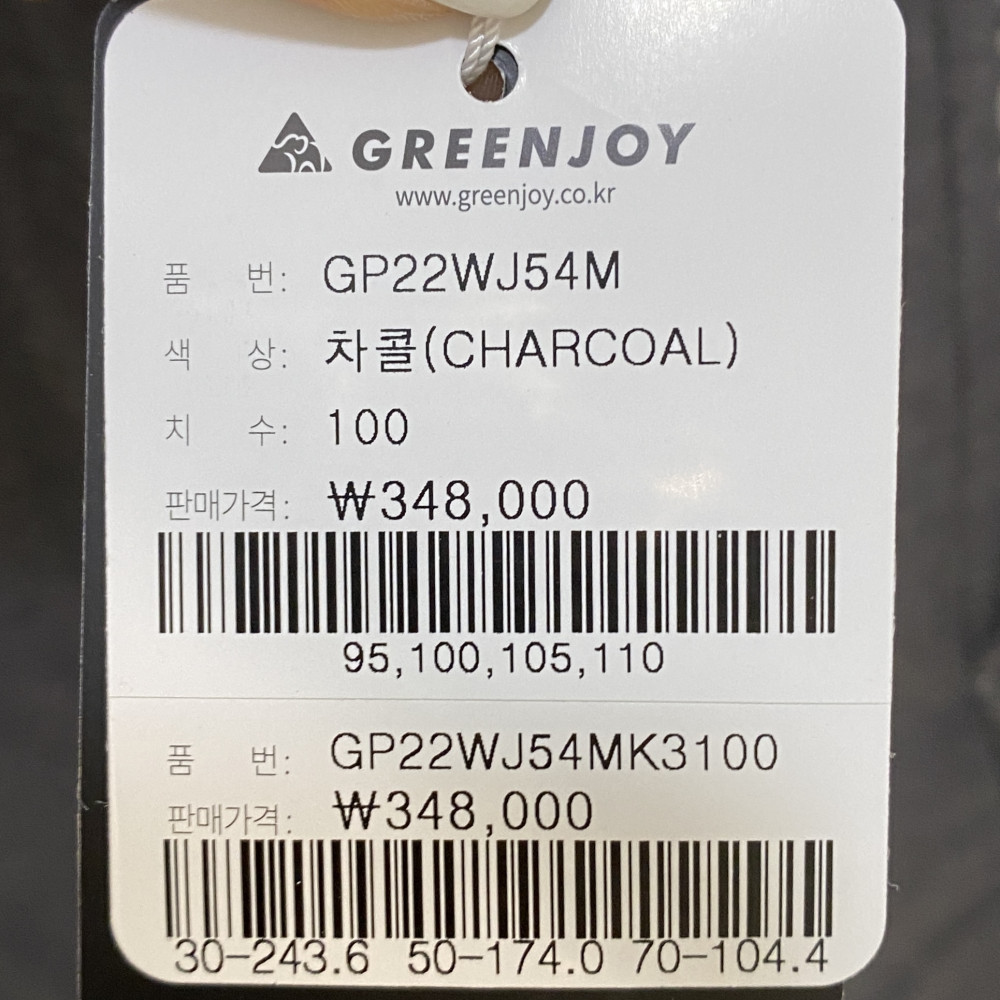 GREENJOY
www.greenjoy.co.kr
품 번: GP22WJ54M
색 상: 차콜(CHARCOAL)
치 수: 100
판매가격: ₩348,000
95,100,105,110
품 번: GP22WJ54MK3100
판매가격: ₩348,000
30-243.6 50-174.0 70-104.4